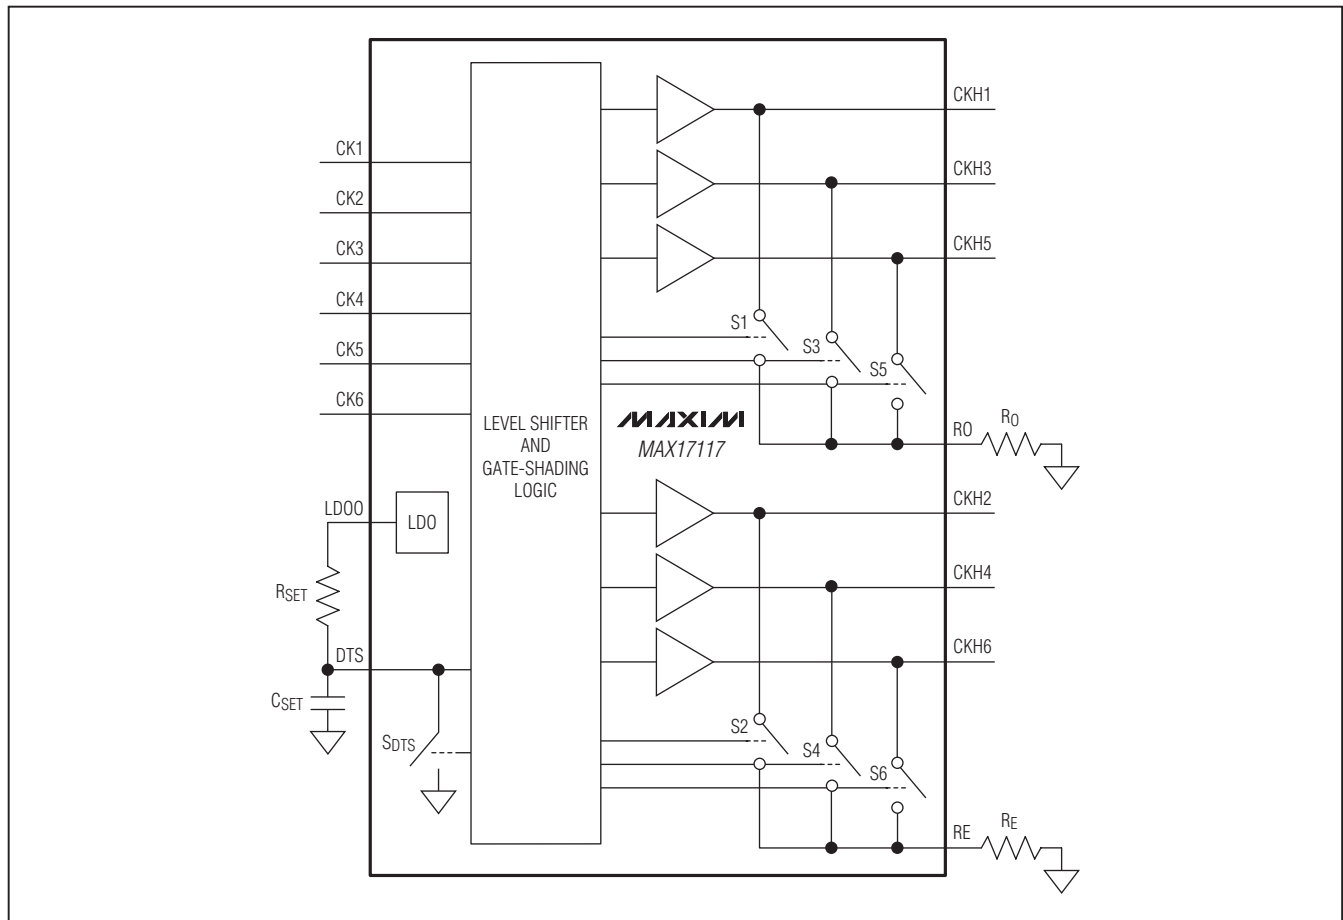 CK1
CK2
CK3
CK4
CK5
CK6
LDOO
LDO
RSET
DTS
CSET
SDTS
LEVEL SHIFTER
AND
GATE-SHADING
LOGIC
MAXIM
MAX17117
CKH1
CKH3
CKH5
S1
S3
S5
RO
RO
CKH2
CKH4
CKH6
S2
S4
S6
RE
RE